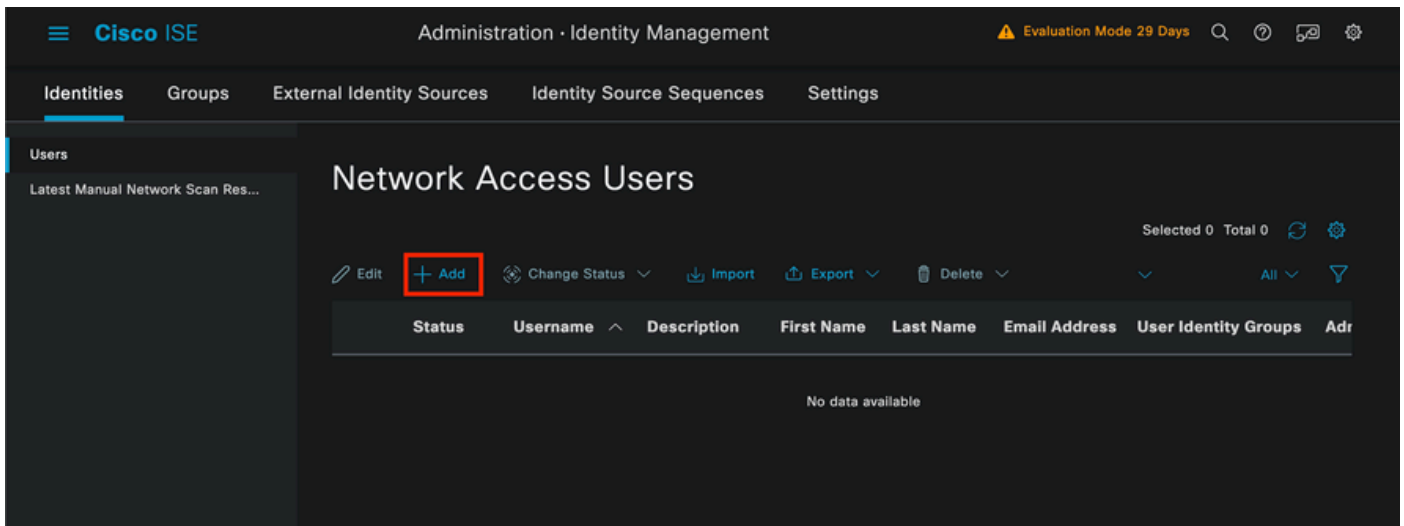 Cisco ISE
Administration · Identity Management
Evaluation Mode 29 Days
Identities Groups External Identity Sources Identity Source Sequences Settings
Users
Latest Manual Network Scan Res...
Network Access Users
Selected 0 Total 0
Edit + Add Change Status Import Export Delete All
Status Username Description First Name Last Name Email Address User Identity Groups Adr
No data available